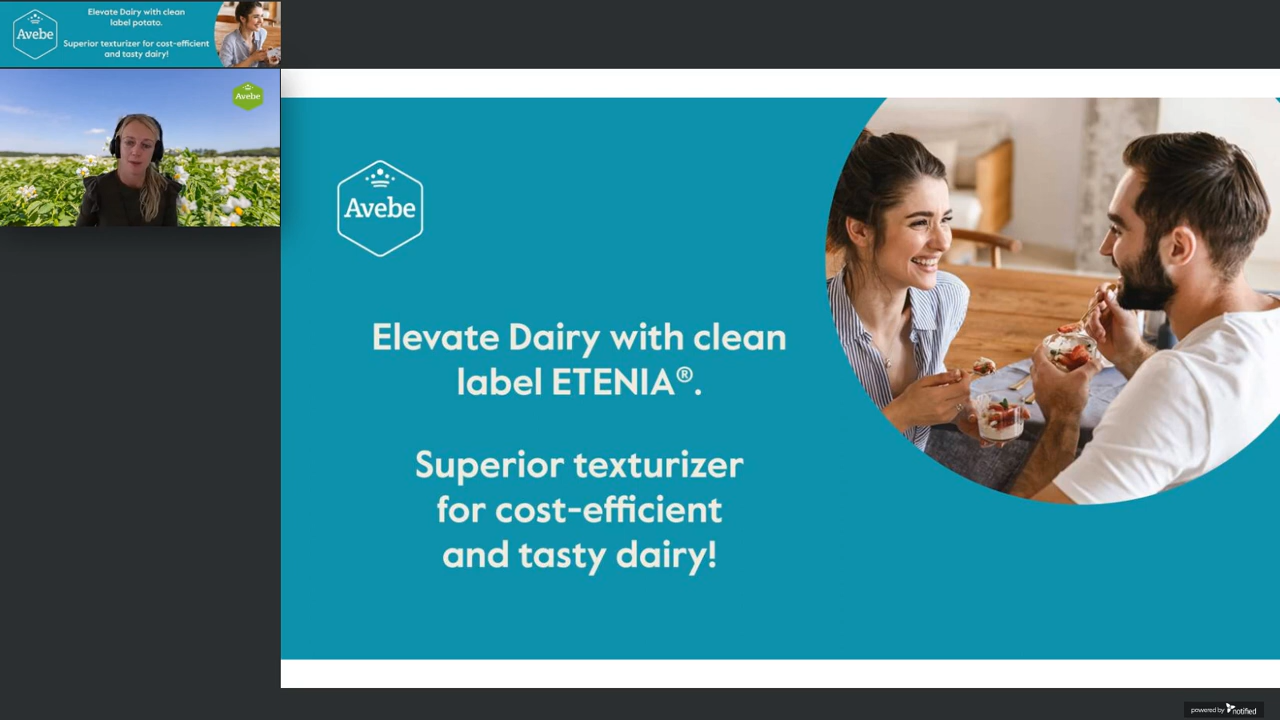 Avebe
Elevate Dairy with clean
label potato.
Superior texturizer for cost-efficient
and tasty dairy!
Avebe
Avebe
Elevate Dairy with clean
label ETENIA®.
Superior texturizer
for cost-efficient
and tasty dairy!
powered by notified